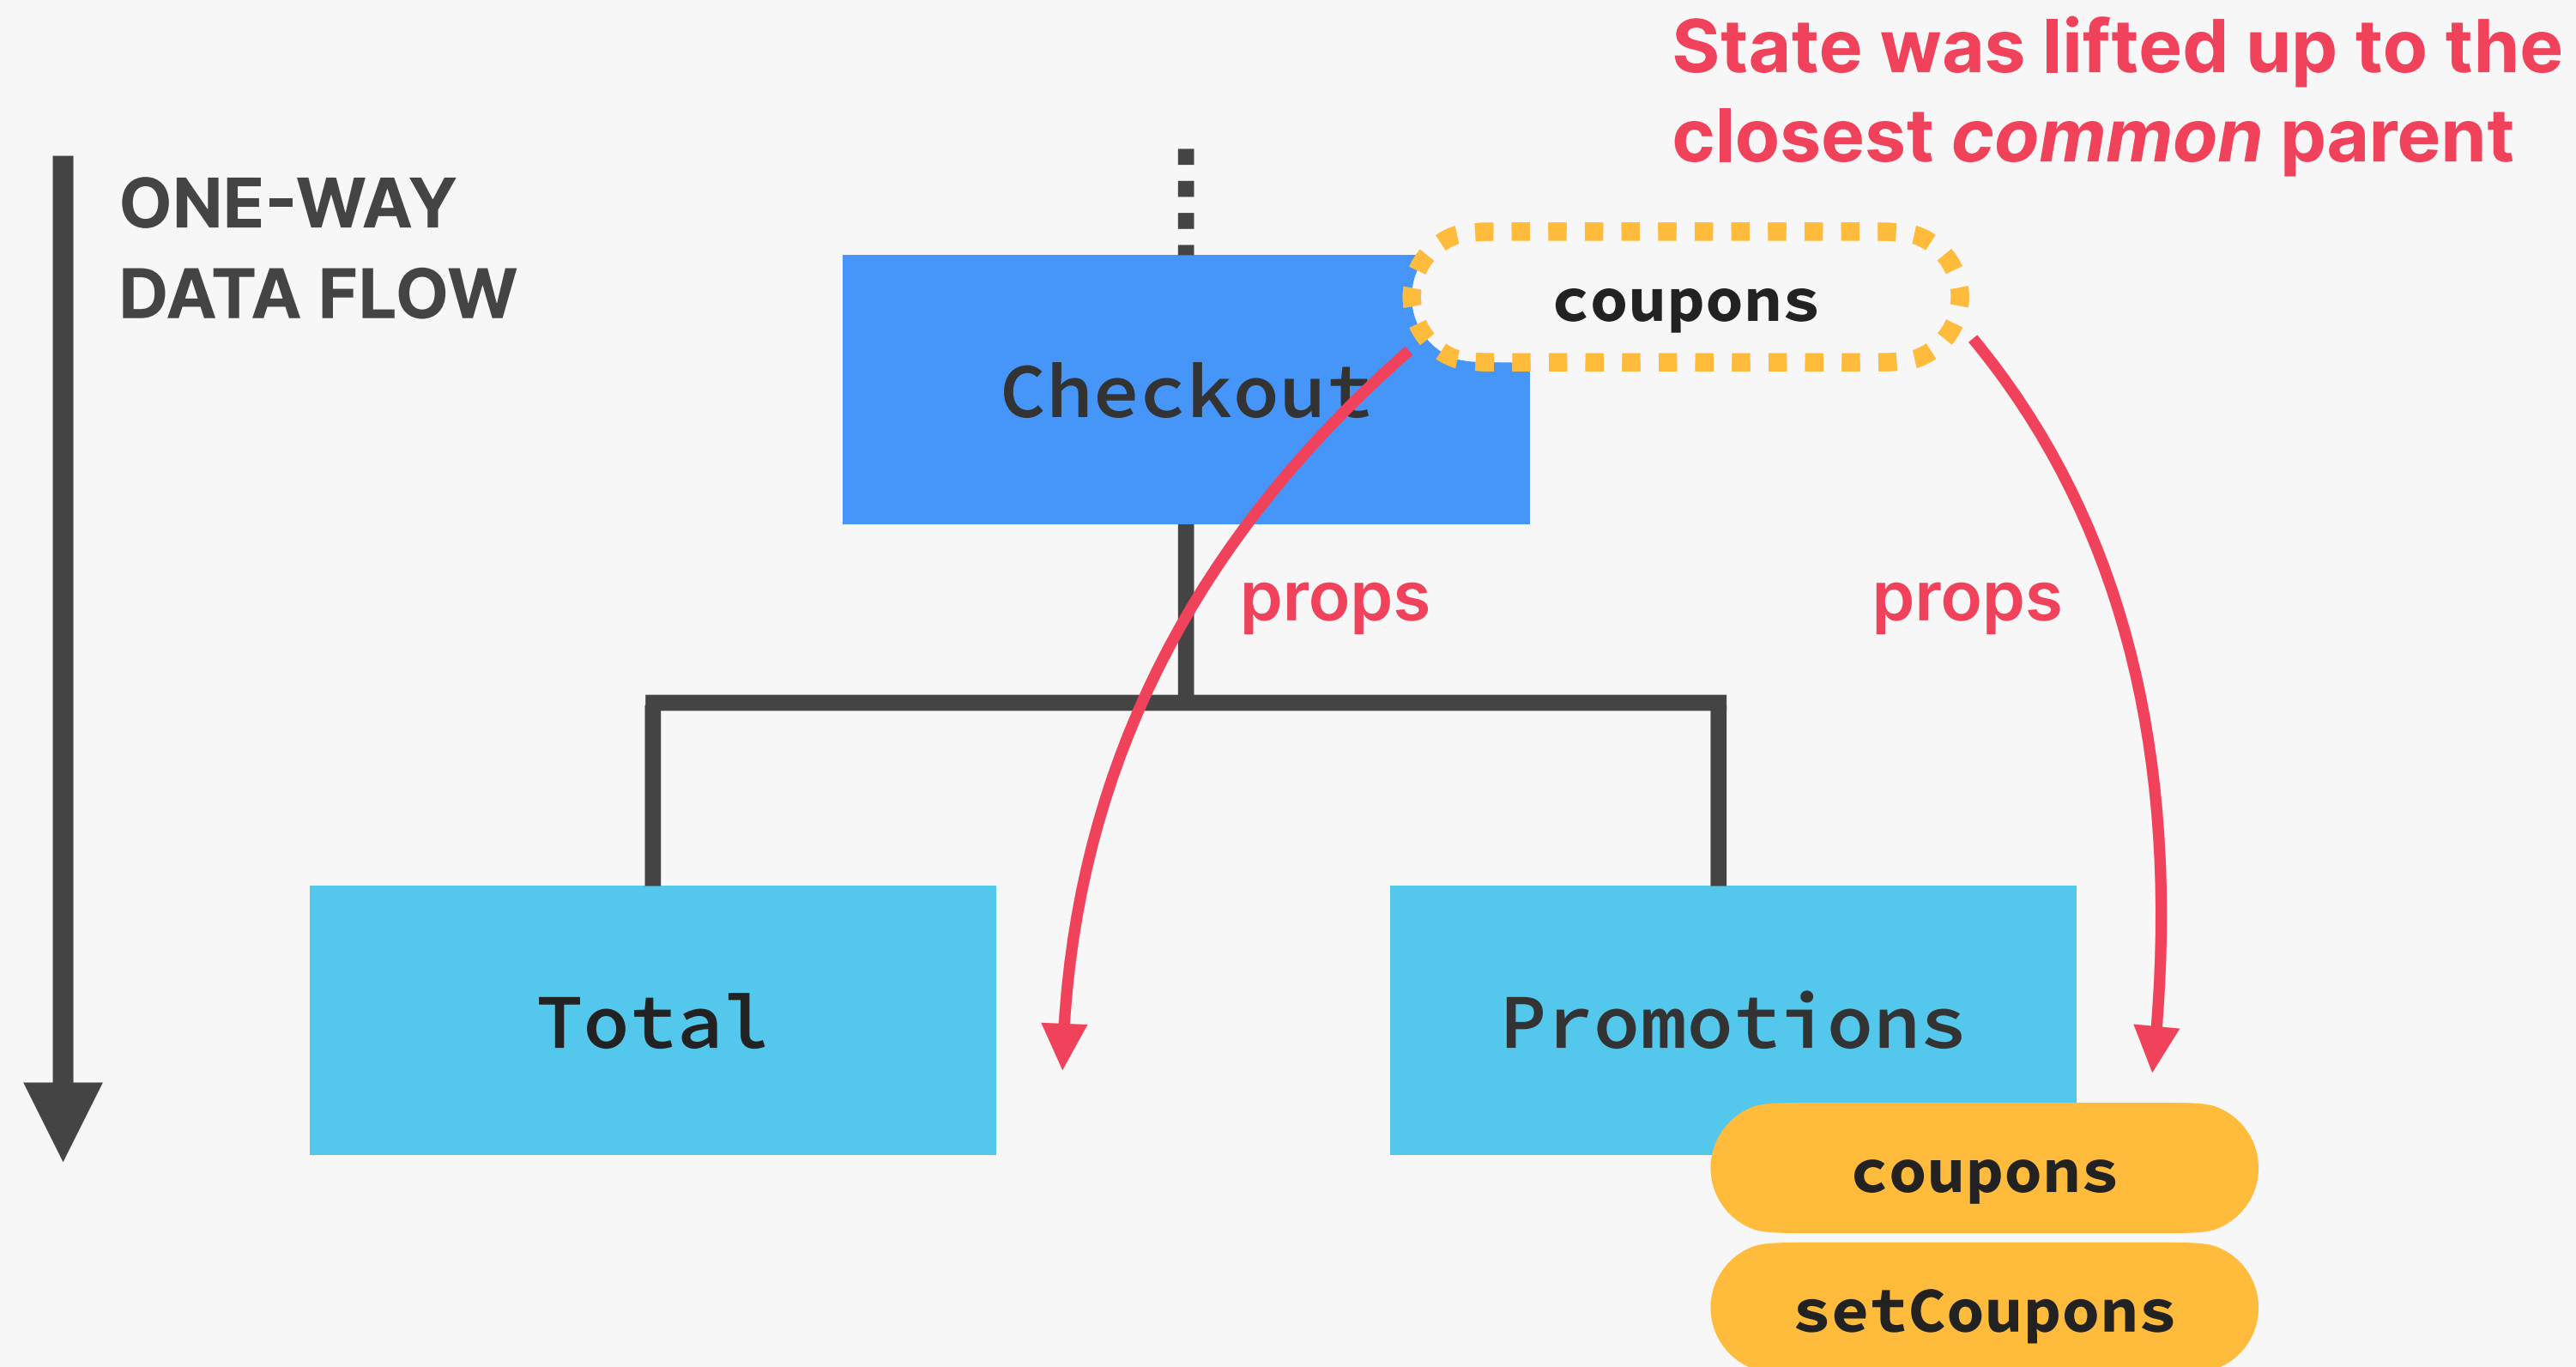 State was lifted up to the
closest common parent
ONE-WAY
DATA FLOW
coupons
Checkout
props
props
Total
Promotions
coupons
setCoupons